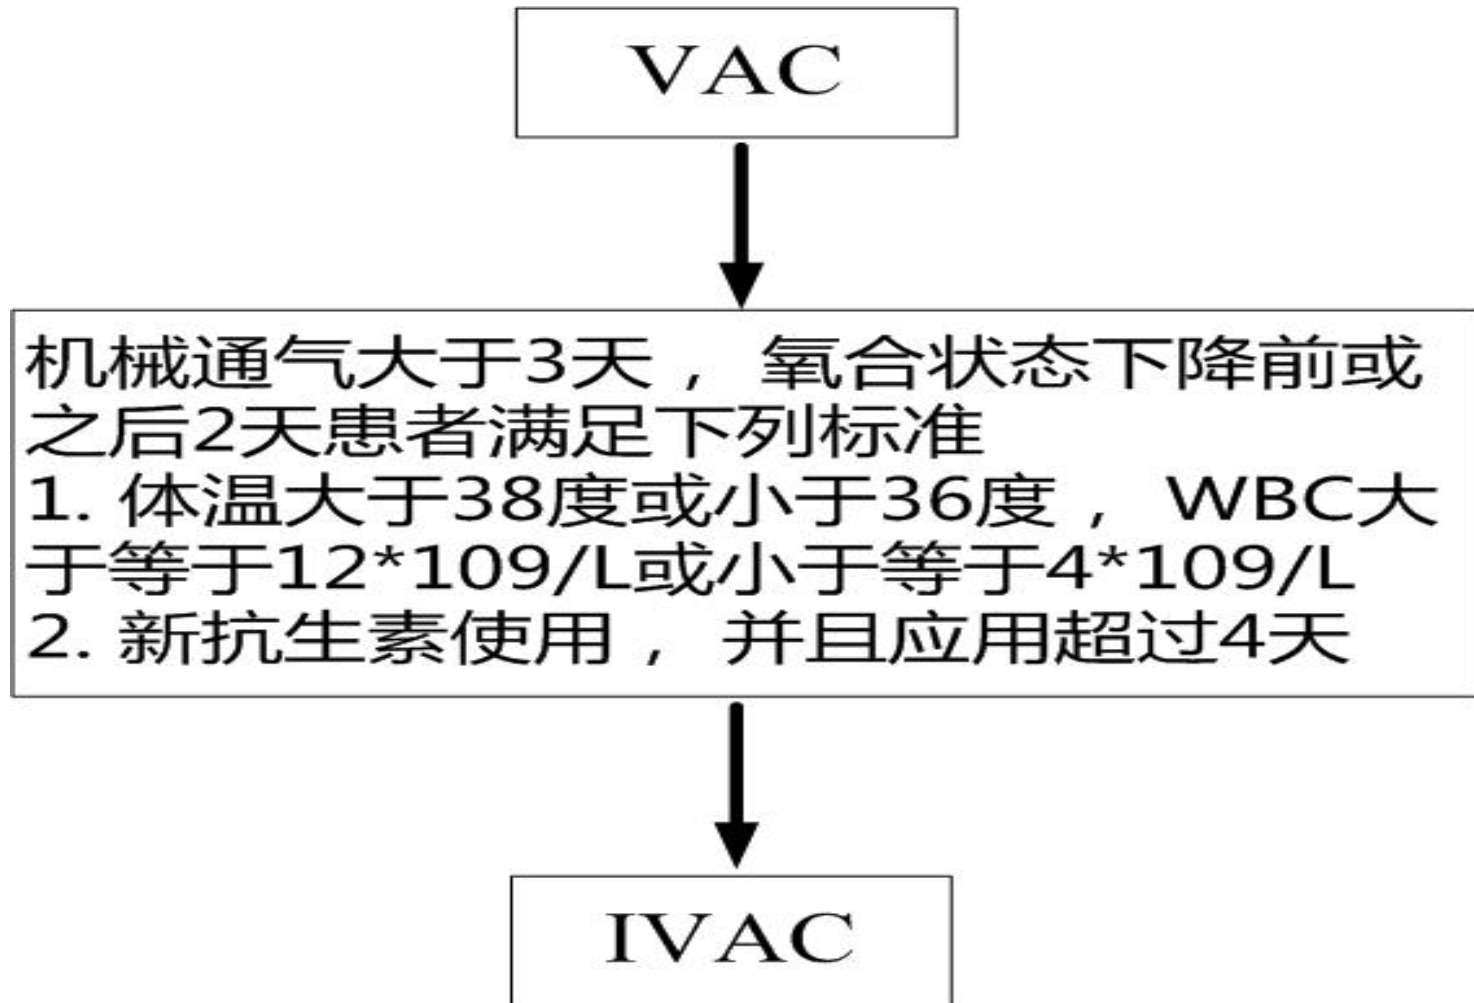 VAC
机械通气大于3天， 氧合状态下降前或
之后2天患者满足下列标准
1. 体温大于38度或小于36度， WBC大
于等于12*109/L或小于等于4*109/L
2. 新抗生素使用， 并且应用超过4天
IVAC